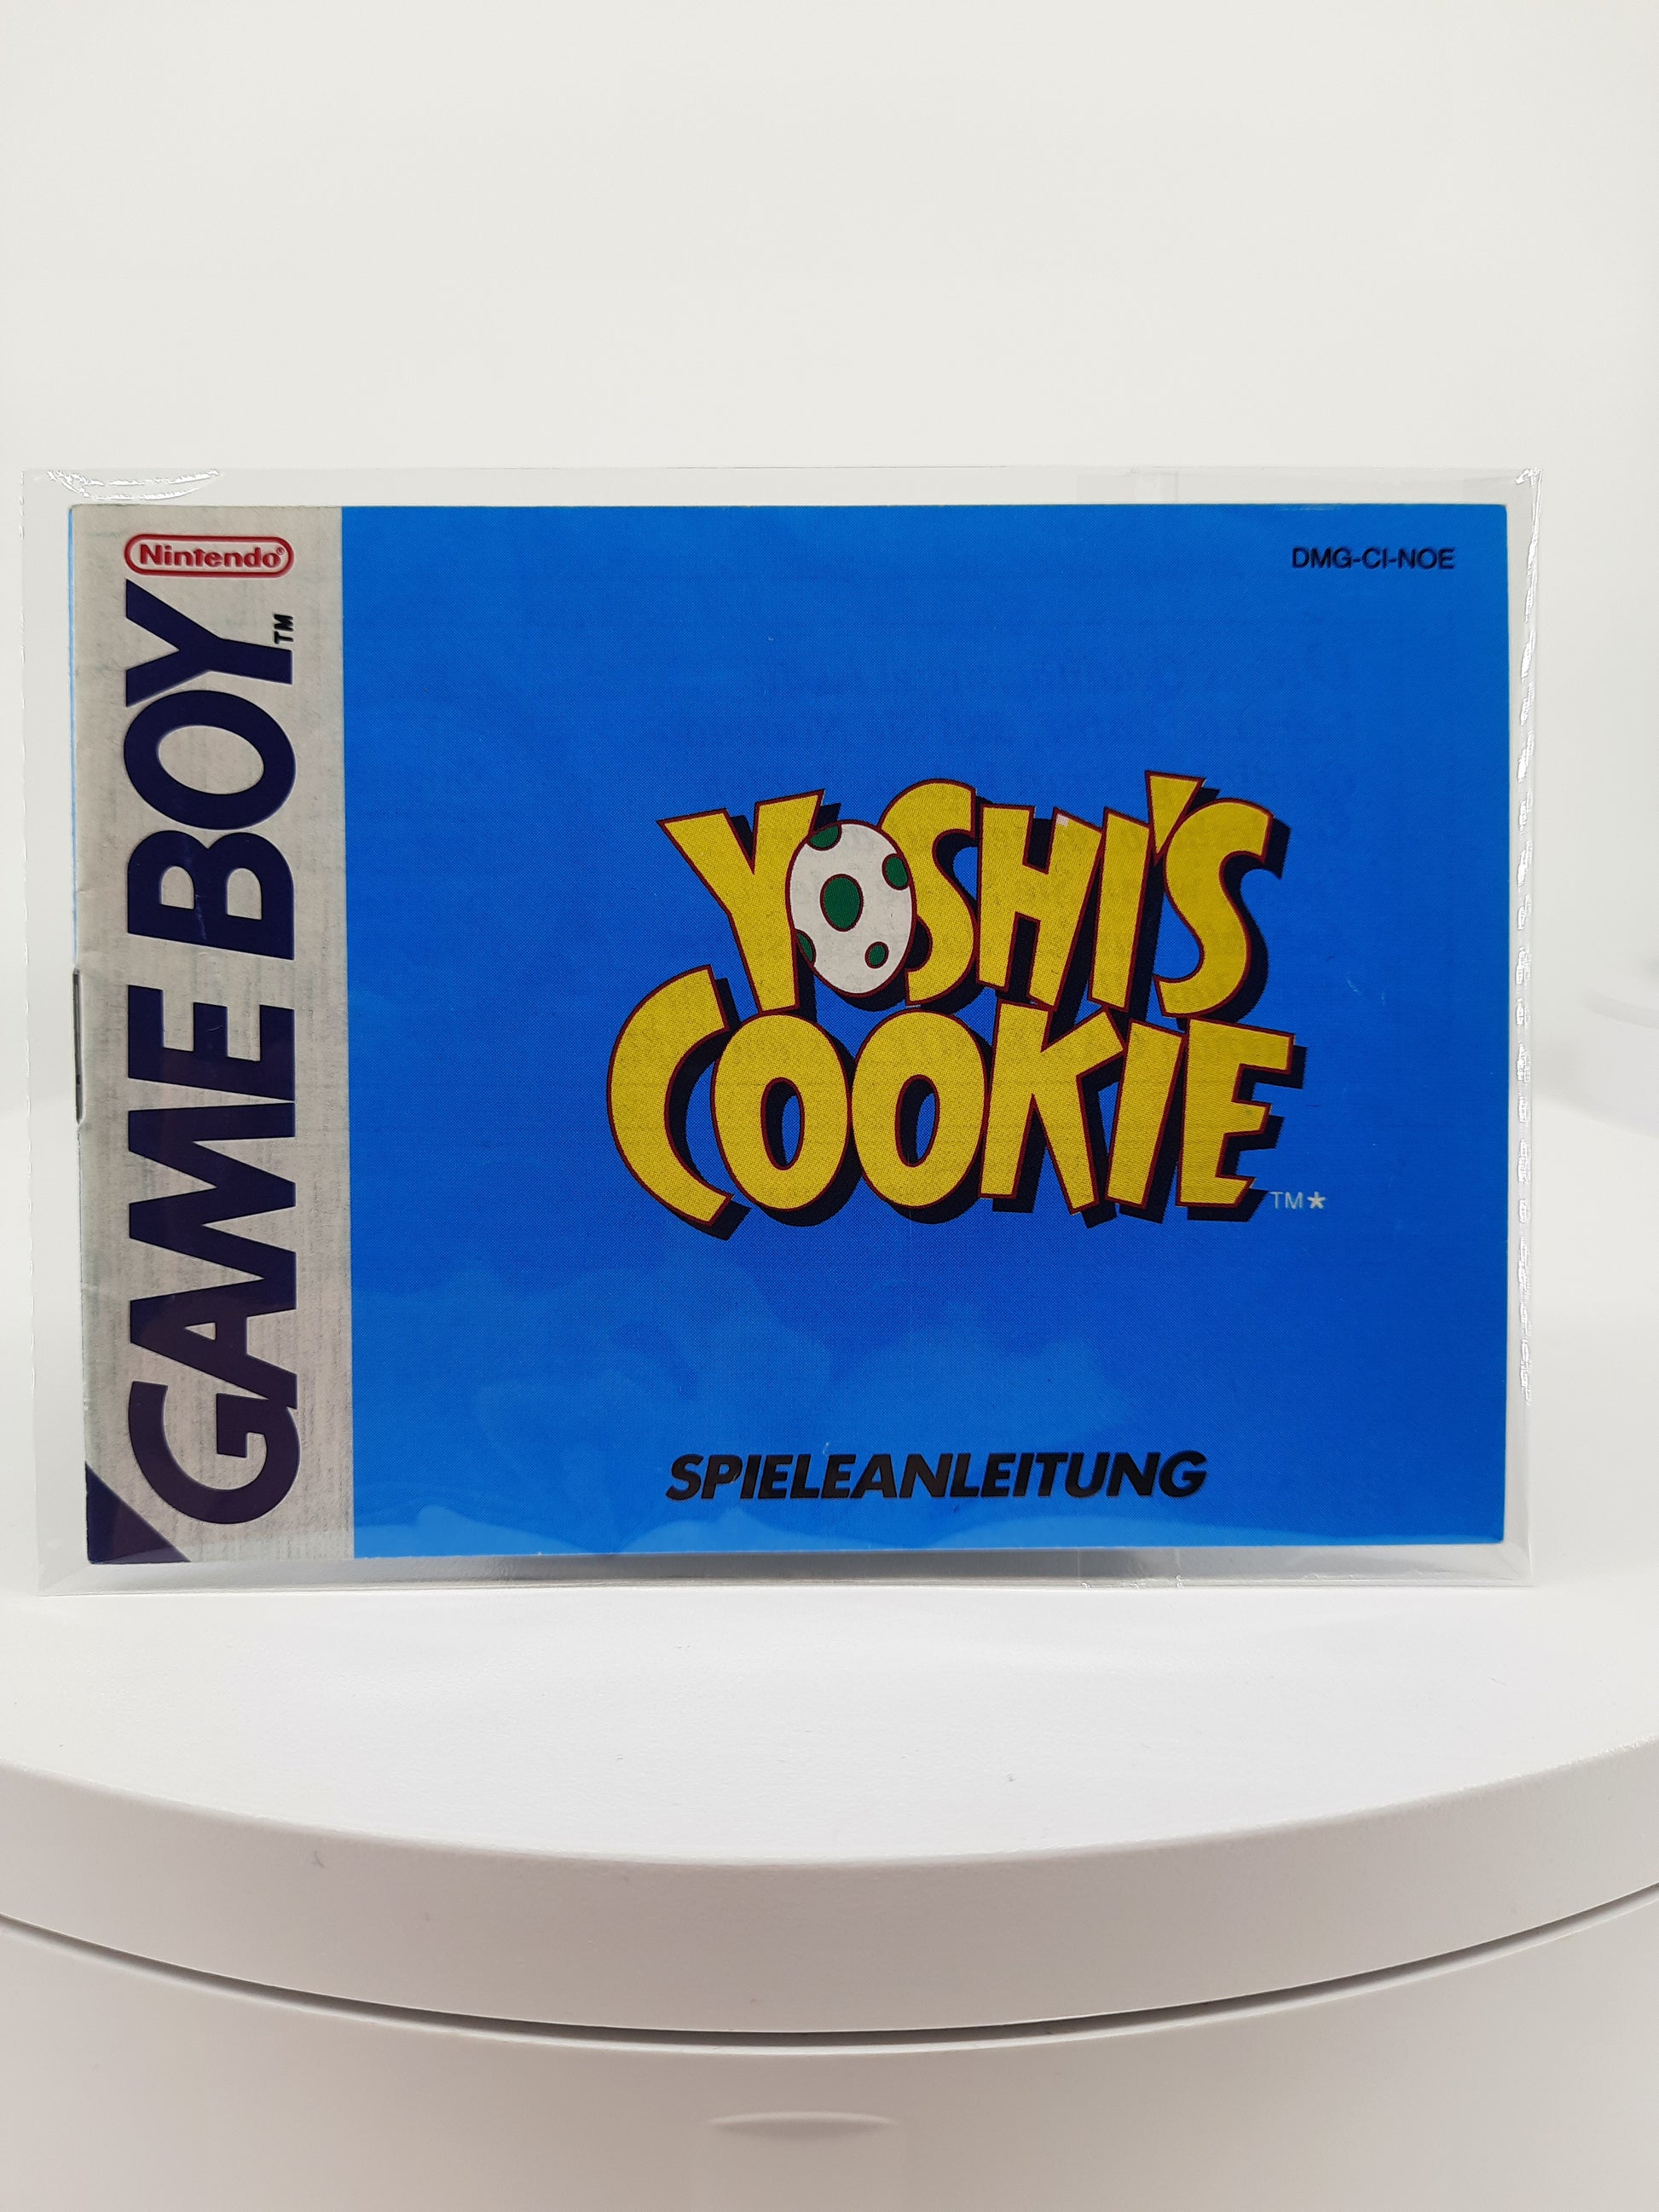 Nintendo®
GAME BOY™
DMG-CI-NOE
YOSHI'S
COOKIE
TM*
SPIELEANLEITUNG